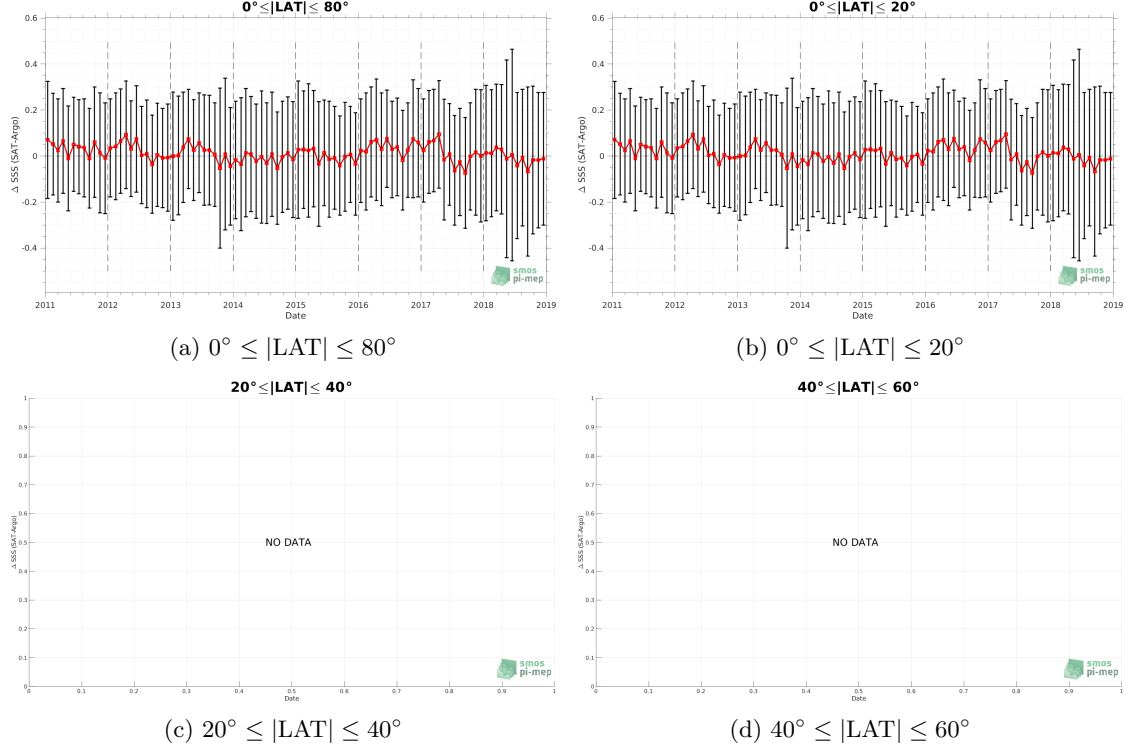 0°≤|LAT|≤ 80°
0.6
0.4
0.2
0
-0.2
-0.4
Δ SSS (SAT-Argo)
2011 2012 2013 2014 2015 2016 2017 2018 2019
Date
smos
pi-mep
(a) 0° ≤ |LAT| ≤ 80°
0°≤|LAT|≤ 20°
0.6
0.4
0.2
0
-0.2
-0.4
Δ SSS (SAT-Argo)
2011 2012 2013 2014 2015 2016 2017 2018 2019
Date
smos
pi-mep
(b) 0° ≤ |LAT| ≤ 20°
20°≤|LAT|≤ 40°
1
0.9
0.8
0.7
0.6
0.5
0.4
0.3
0.2
0.1
0
Δ SSS (SAT-Argo)
NO DATA
0 0.1 0.2 0.3 0.4 0.5 0.6 0.7 0.8 0.9 1
Date
smos
pi-mep
(c) 20° ≤ |LAT| ≤ 40°
40°≤|LAT|≤ 60°
1
0.9
0.8
0.7
0.6
0.5
0.4
0.3
0.2
0.1
0
Δ SSS (SAT-Argo)
NO DATA
0 0.1 0.2 0.3 0.4 0.5 0.6 0.7 0.8 0.9 1
Date
smos
pi-mep
(d) 40° ≤ |LAT| ≤ 60°